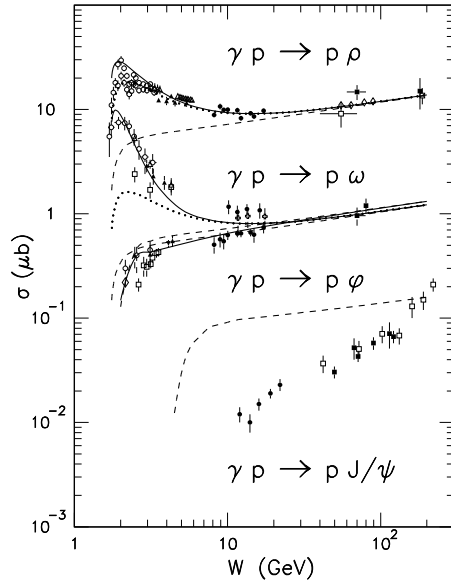 γ p → p ρ
γ p → p ω
γ p → p φ
γ p → p J/ψ
σ (μb)
10
1
10⁻¹
10⁻²
10⁻³
1 10 10²
W (GeV)